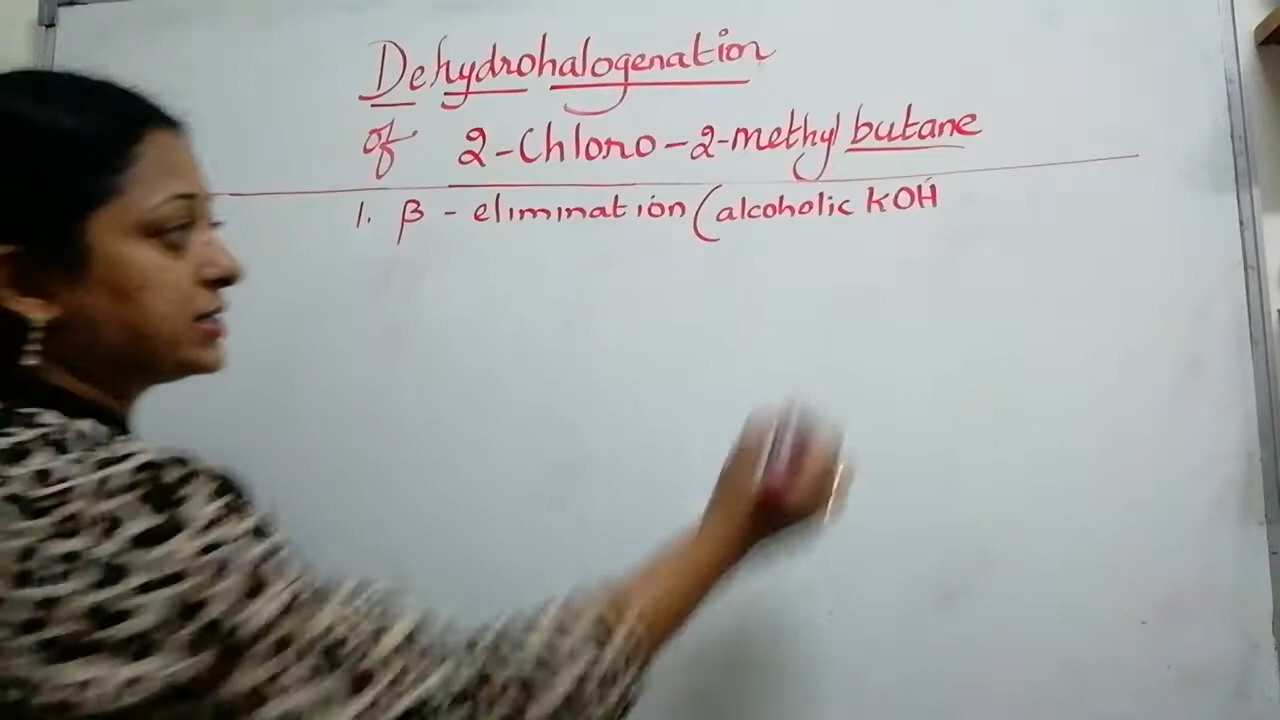 Dehydrohalogenation
of 2-Chloro-2-methyl butane
1. β - elimination (alcoholic KOH